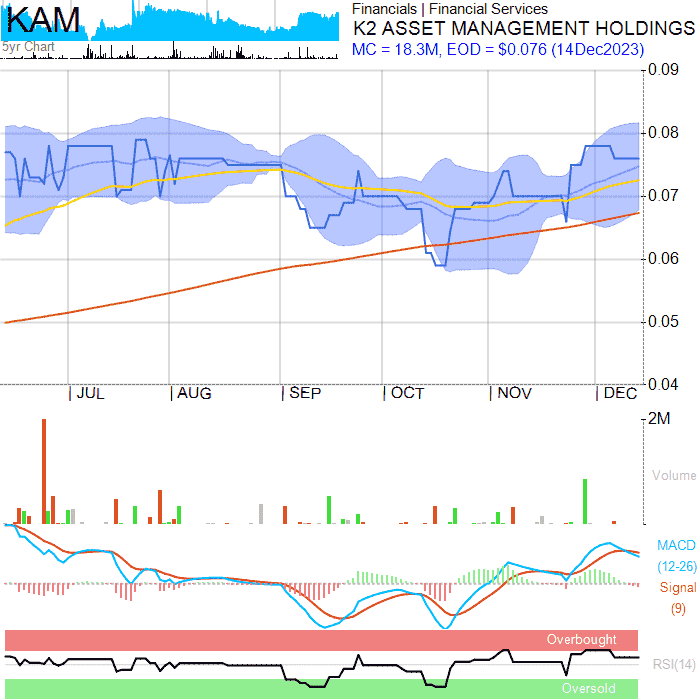 KAM
5yr Chart
Financials | Financial Services
K2 ASSET MANAGEMENT HOLDINGS
MC = 18.3M, EOD = $0.076 (14Dec2023)
0.09
0.08
0.07
0.06
0.05
0.04
JUL
AUG
SEP
OCT
NOV
DEC
2M
Volume
MACD
(12-26)
Signal
(9)
Overbought
RSI(14)
Oversold